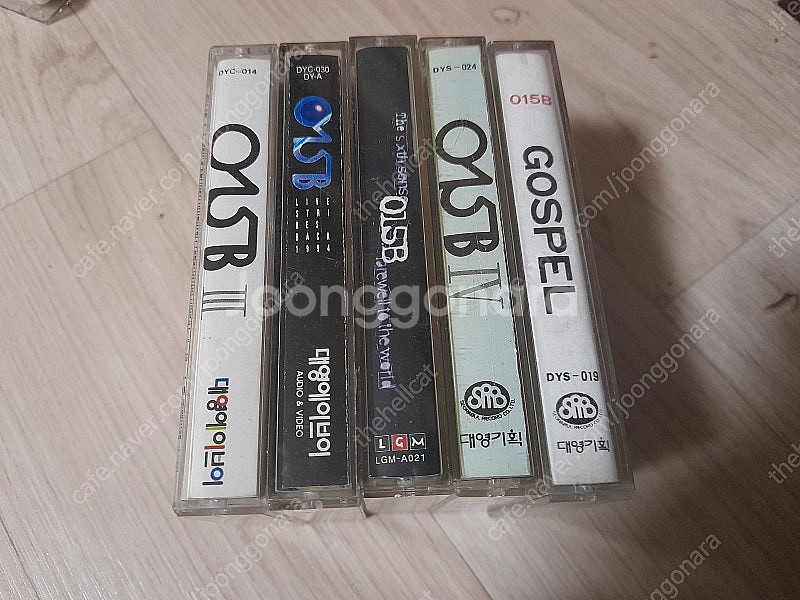 DYC-014
015B III
대영에이브이
DYC-030
DY-A
015B
대영에이브이
AUDIO & VIDEO
The sixth sense
015B
farewell to the world
LGM
LGM-A021
DYS-024
015B IV
대영기획
015B
GOSPEL
DYS-019
대영기획
joonggonara
cafe.naver.com/joonggonara
thehellcat